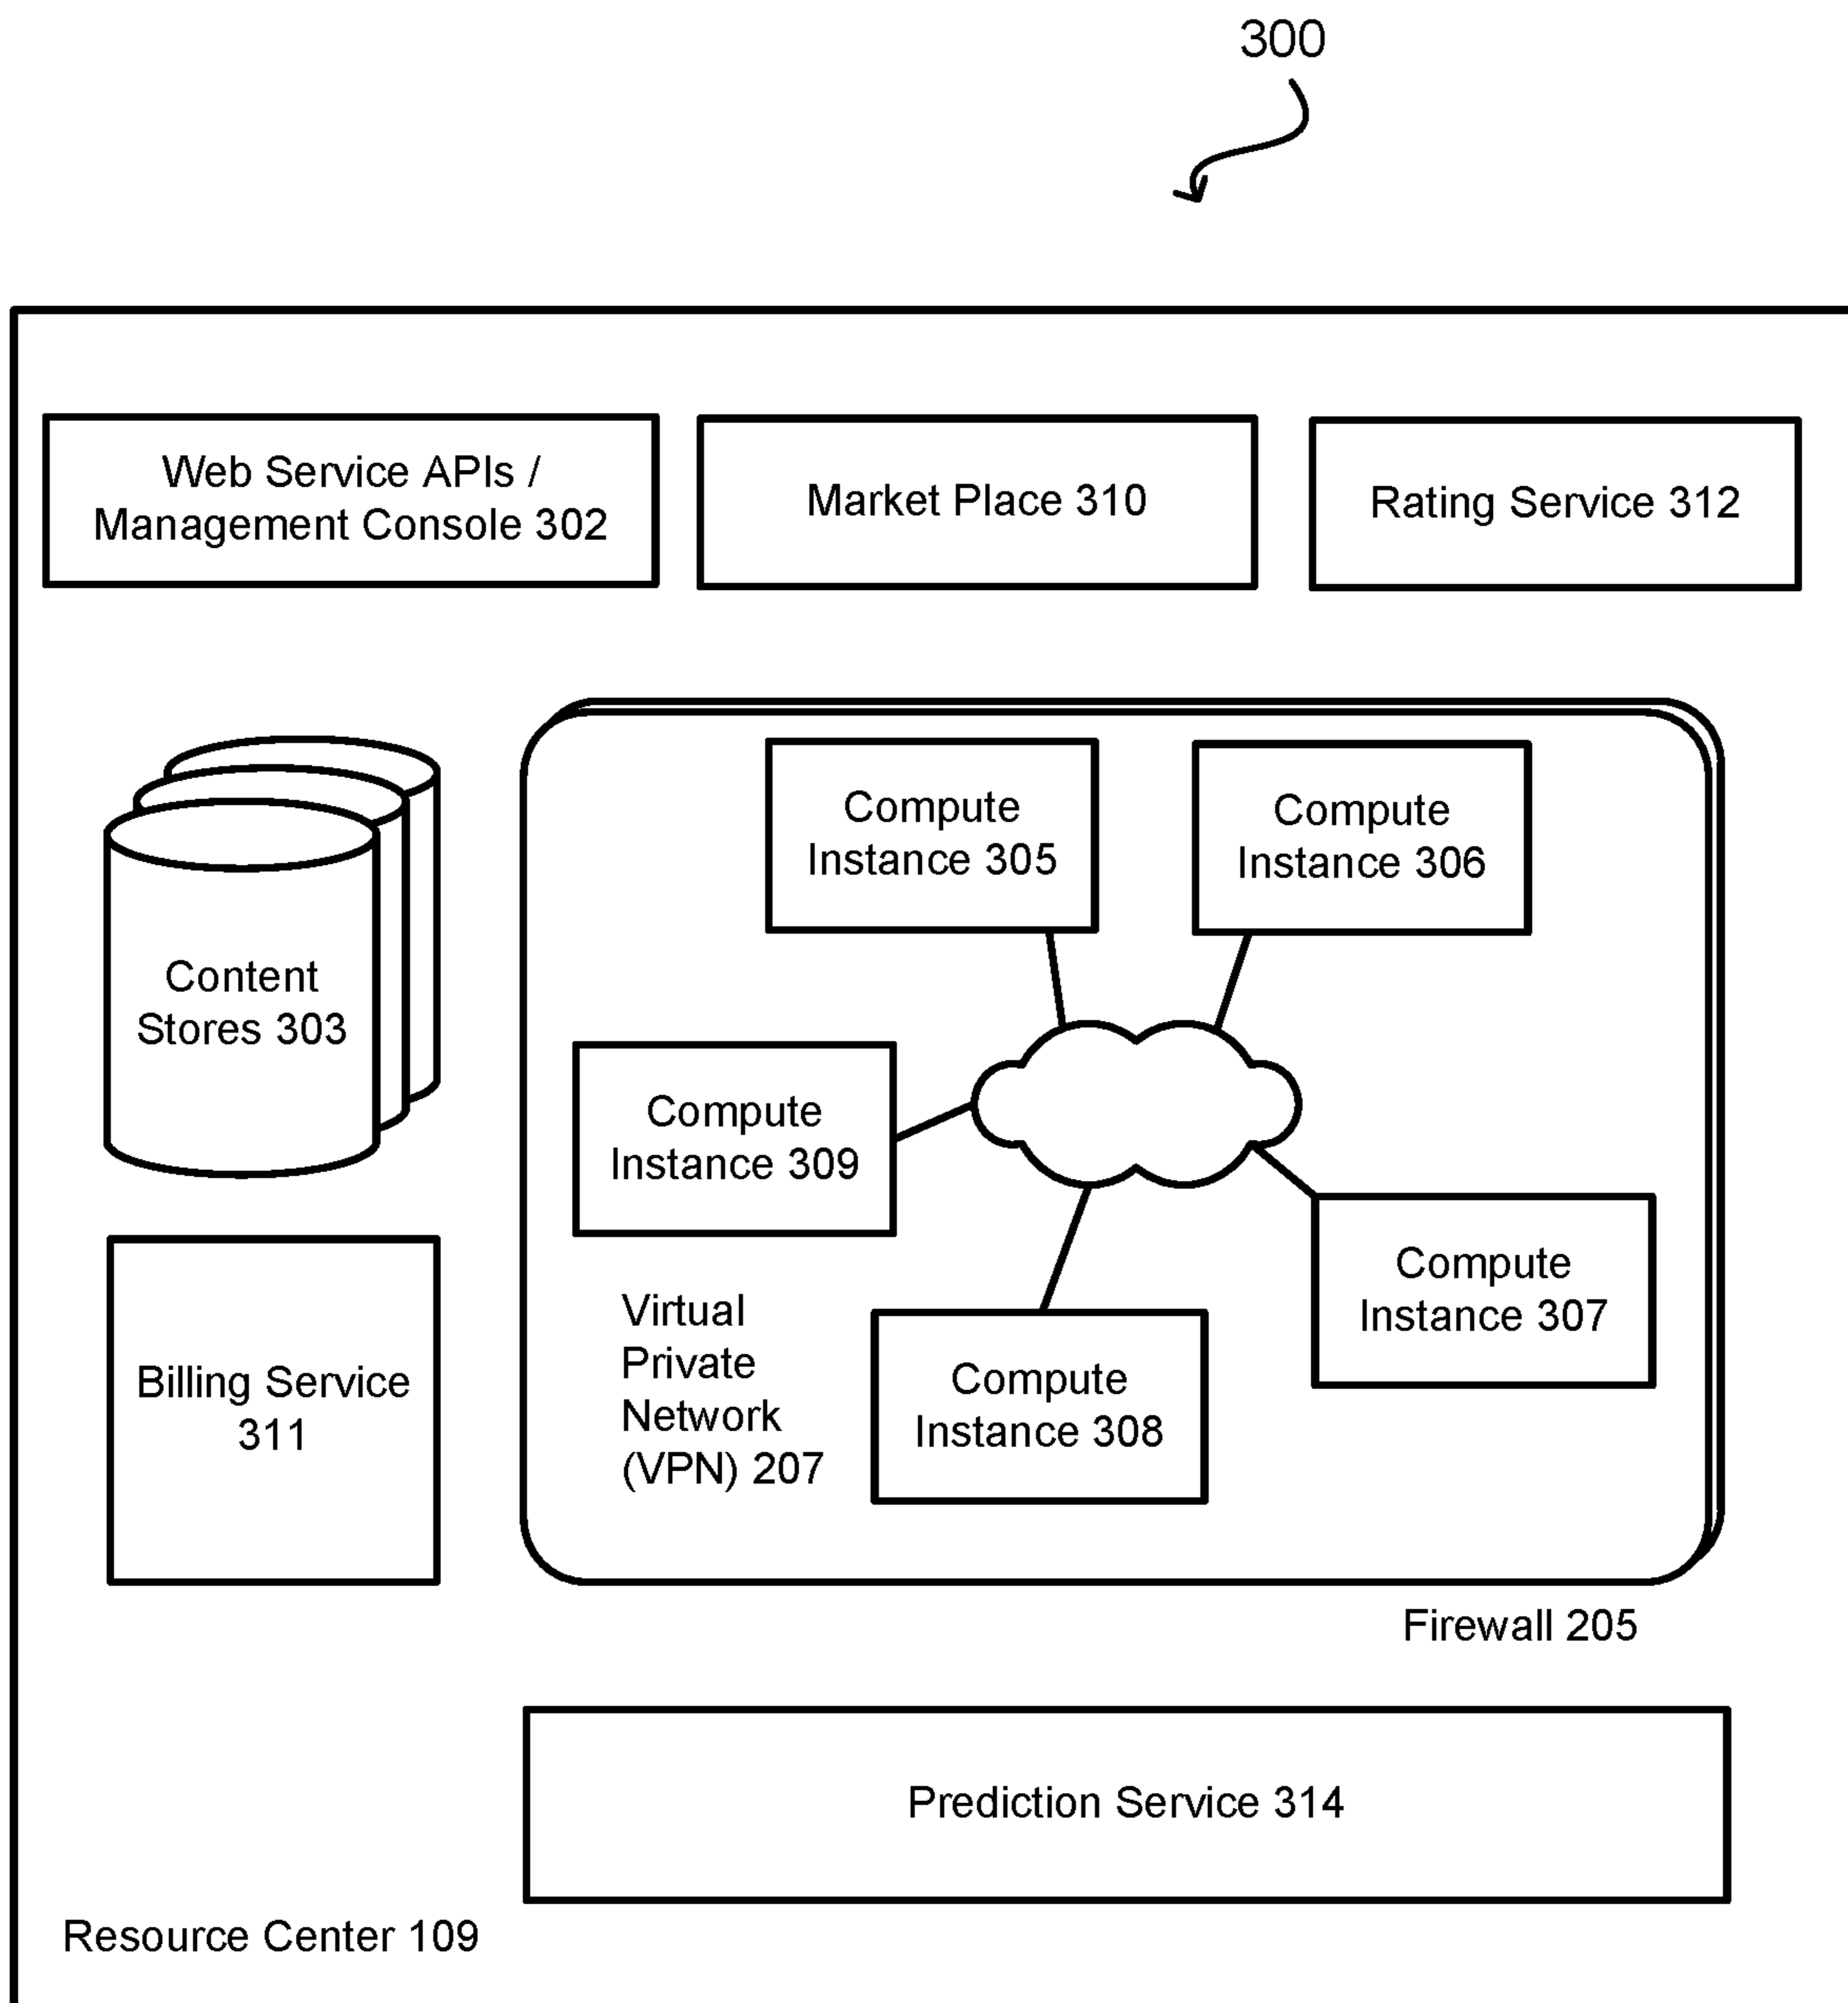 300
Web Service APIs /
Management Console 302
Market Place 310
Rating Service 312
Content
Stores 303
Compute
Instance 305
Compute
Instance 306
Compute
Instance 309
Compute
Instance 307
Compute
Instance 308
Virtual
Private
Network
(VPN) 207
Billing Service
311
Firewall 205
Prediction Service 314
Resource Center 109